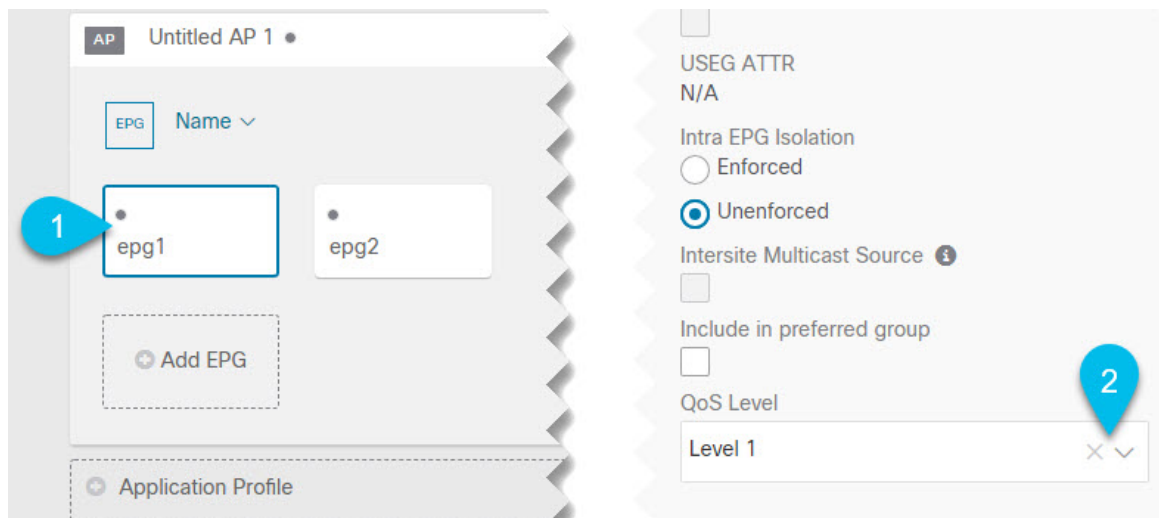 AP Untitled AP 1
EPG Name
1
epg1
epg2
Add EPG
Application Profile
USEG ATTR
N/A
Intra EPG Isolation
Enforced
Unenforced
Intersite Multicast Source
Include in preferred group
2
QoS Level
Level 1